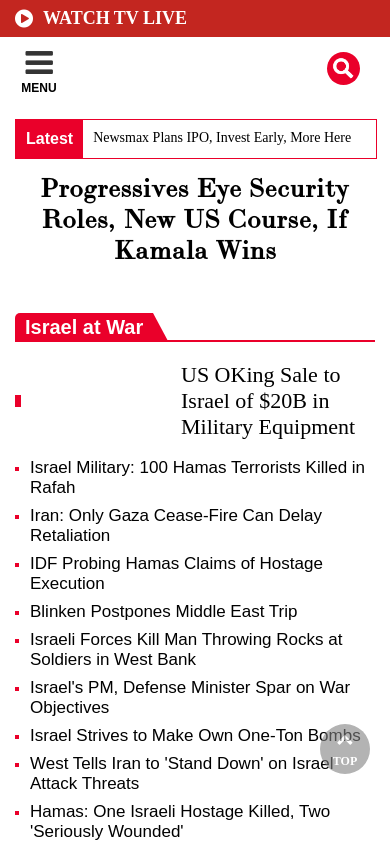 WATCH TV LIVE
MENU
Latest
Newsmax Plans IPO, Invest Early, More Here
Progressives Eye Security
Roles, New US Course, If
Kamala Wins
Israel at War
US OKing Sale to
Israel of $20B in
Military Equipment
Israel Military: 100 Hamas Terrorists Killed in
Rafah
Iran: Only Gaza Cease-Fire Can Delay
Retaliation
IDF Probing Hamas Claims of Hostage
Execution
Blinken Postpones Middle East Trip
Israeli Forces Kill Man Throwing Rocks at
Soldiers in West Bank
Israel's PM, Defense Minister Spar on War
Objectives
Israel Strives to Make Own One-Ton Bombs
West Tells Iran to 'Stand Down' on Israel
Attack Threats
TOP
Hamas: One Israeli Hostage Killed, Two
'Seriously Wounded'